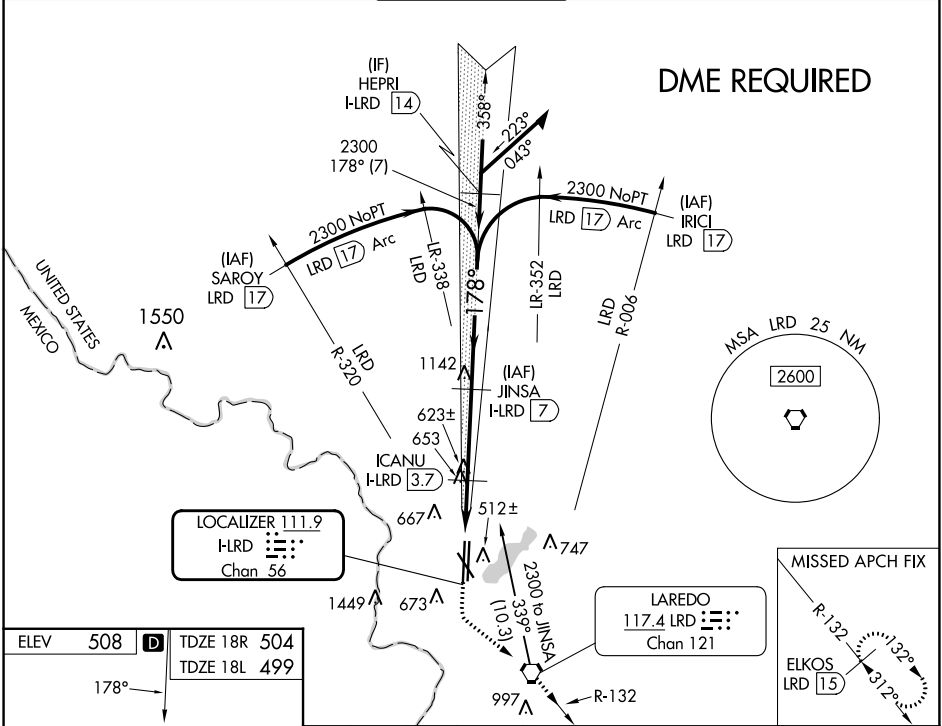 DME REQUIRED
(IF)
HEPRI
I-LRD 14
358°
223°
043°
2300
178° (7)
2300 NoPT
LRD 17 Arc
(IAF)
IRICI
LRD 17
2300 NoPT
LRD 17 Arc
(IAF)
SAROY
LRD 17
LR-338
LRD
178°
LR-352
LRD
LRD
R-006
UNITED STATES
MEXICO
1550
LRD
R-320
MSA LRD 25 NM
2600
1142
(IAF)
JINSA
I-LRD 7
623±
653
ICANU
I-LRD 3.7
667
512±
747
LOCALIZER 111.9
I-LRD
Chan 56
1449
673
2300 to JINSA
339°
(10.3)
LAREDO
117.4 LRD
Chan 121
R-132
997
MISSED APCH FIX
R-132
132°
312°
ELKOS
LRD 15
ELEV 508 D
TDZE 18R 504
TDZE 18L 499
178°